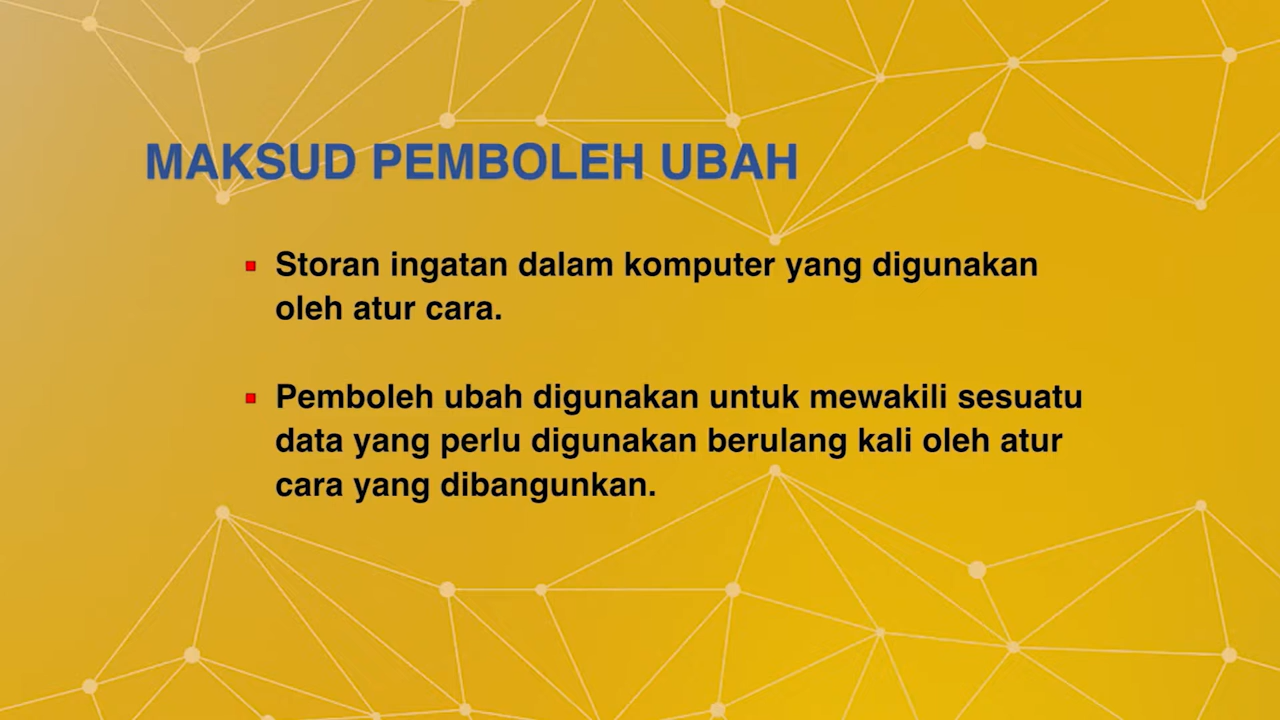 MAKSUD PEMBOLEH UBAH
Storan ingatan dalam komputer yang digunakan
oleh atur cara.
Pemboleh ubah digunakan untuk mewakili sesuatu
data yang perlu digunakan berulang kali oleh atur
cara yang dibangunkan.